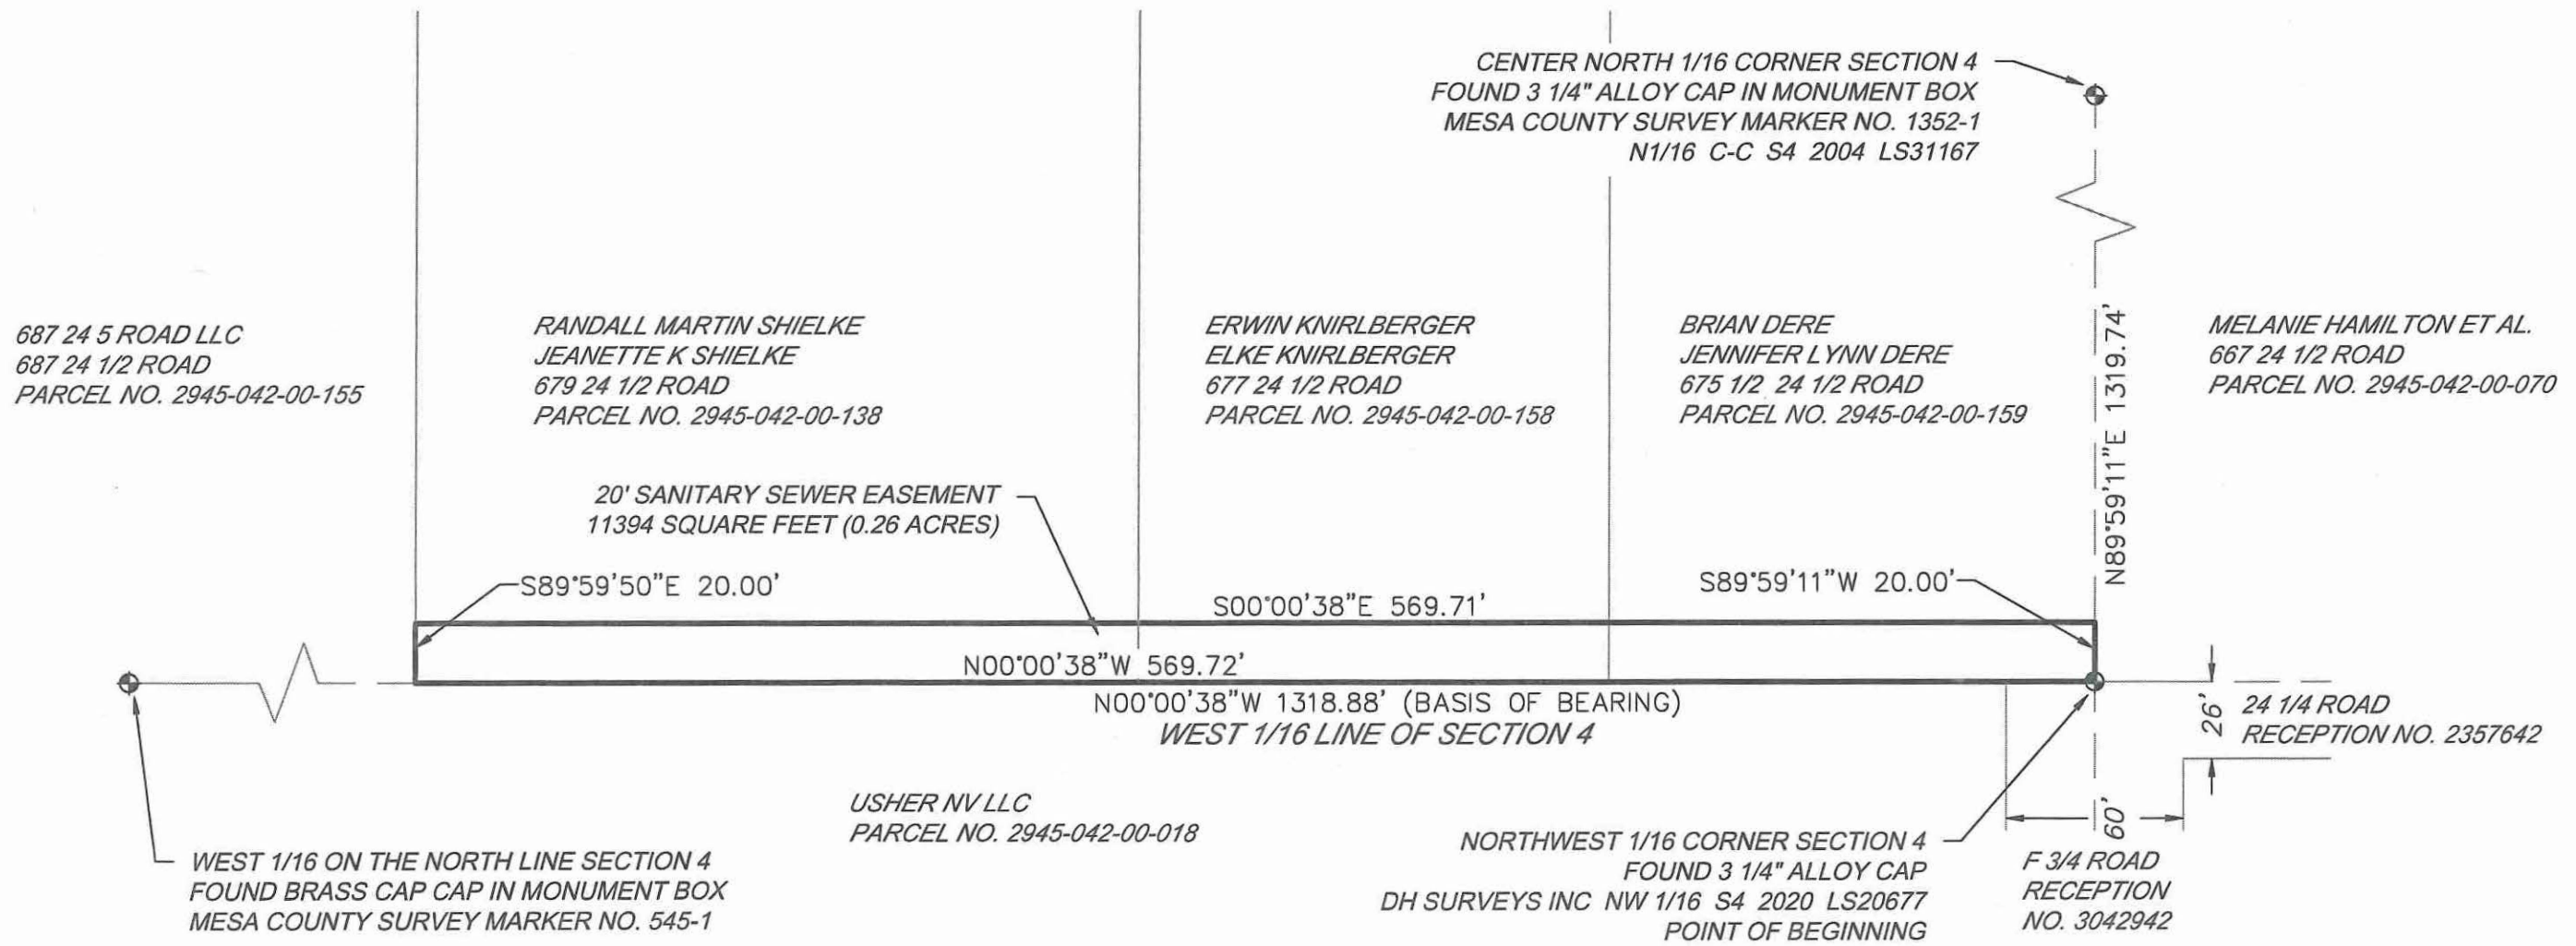 CENTER NORTH 1/16 CORNER SECTION 4
FOUND 3 1/4" ALLOY CAP IN MONUMENT BOX
MESA COUNTY SURVEY MARKER NO. 1352-1
N1/16 C-C S4 2004 LS31167
687 24 5 ROAD LLC
687 24 1/2 ROAD
PARCEL NO. 2945-042-00-155
RANDALL MARTIN SHIELKE
JEANETTE K SHIELKE
679 24 1/2 ROAD
PARCEL NO. 2945-042-00-138
ERWIN KNIRLBERGER
ELKE KNIRLBERGER
677 24 1/2 ROAD
PARCEL NO. 2945-042-00-158
BRIAN DERE
JENNIFER LYNN DERE
675 1/2 24 1/2 ROAD
PARCEL NO. 2945-042-00-159
N89°59'11"E 1319.74'
MELANIE HAMILTON ET AL.
667 24 1/2 ROAD
PARCEL NO. 2945-042-00-070
20' SANITARY SEWER EASEMENT
11394 SQUARE FEET (0.26 ACRES)
S89°59'50"E 20.00'
S00°00'38"E 569.71'
S89°59'11"W 20.00'
N00°00'38"W 569.72'
N00°00'38"W 1318.88' (BASIS OF BEARING)
WEST 1/16 LINE OF SECTION 4
26'
24 1/4 ROAD
RECEPTION NO. 2357642
USHER NV LLC
PARCEL NO. 2945-042-00-018
60'
WEST 1/16 ON THE NORTH LINE SECTION 4
FOUND BRASS CAP CAP IN MONUMENT BOX
MESA COUNTY SURVEY MARKER NO. 545-1
NORTHWEST 1/16 CORNER SECTION 4
FOUND 3 1/4" ALLOY CAP
DH SURVEYS INC NW 1/16 S4 2020 LS20677
POINT OF BEGINNING
F 3/4 ROAD
RECEPTION
NO. 3042942